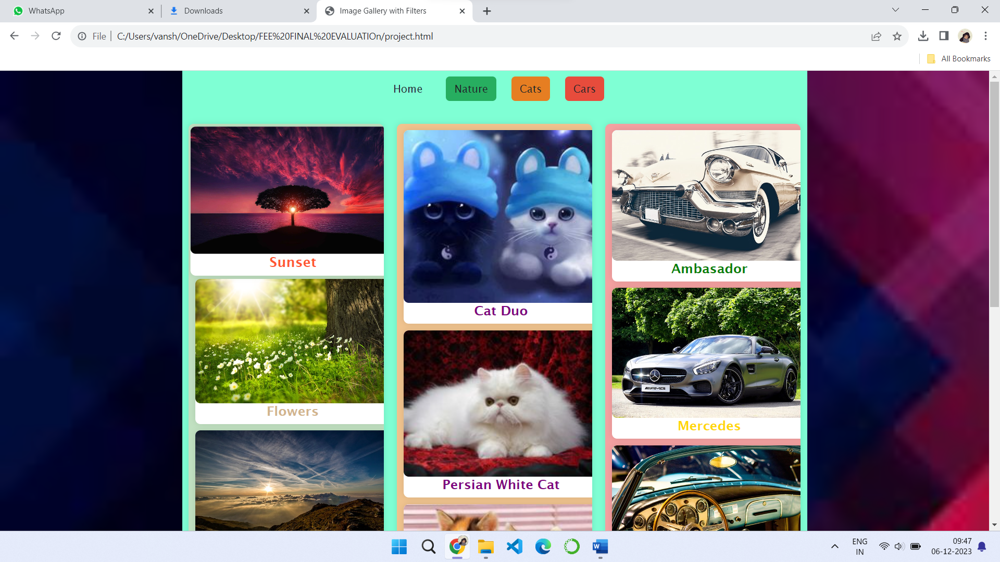 WhatsApp
Downloads
Image Gallery with Filters
File
C:/Users/vansh/OneDrive/Desktop/FEE%20FINAL%20EVALUATIOn/project.html
All Bookmarks
Home
Nature
Cats
Cars
Sunset
Flowers
Cat Duo
Persian White Cat
Ambasador
Mercedes
AMG
W
ENG
IN
09:47
06-12-2023